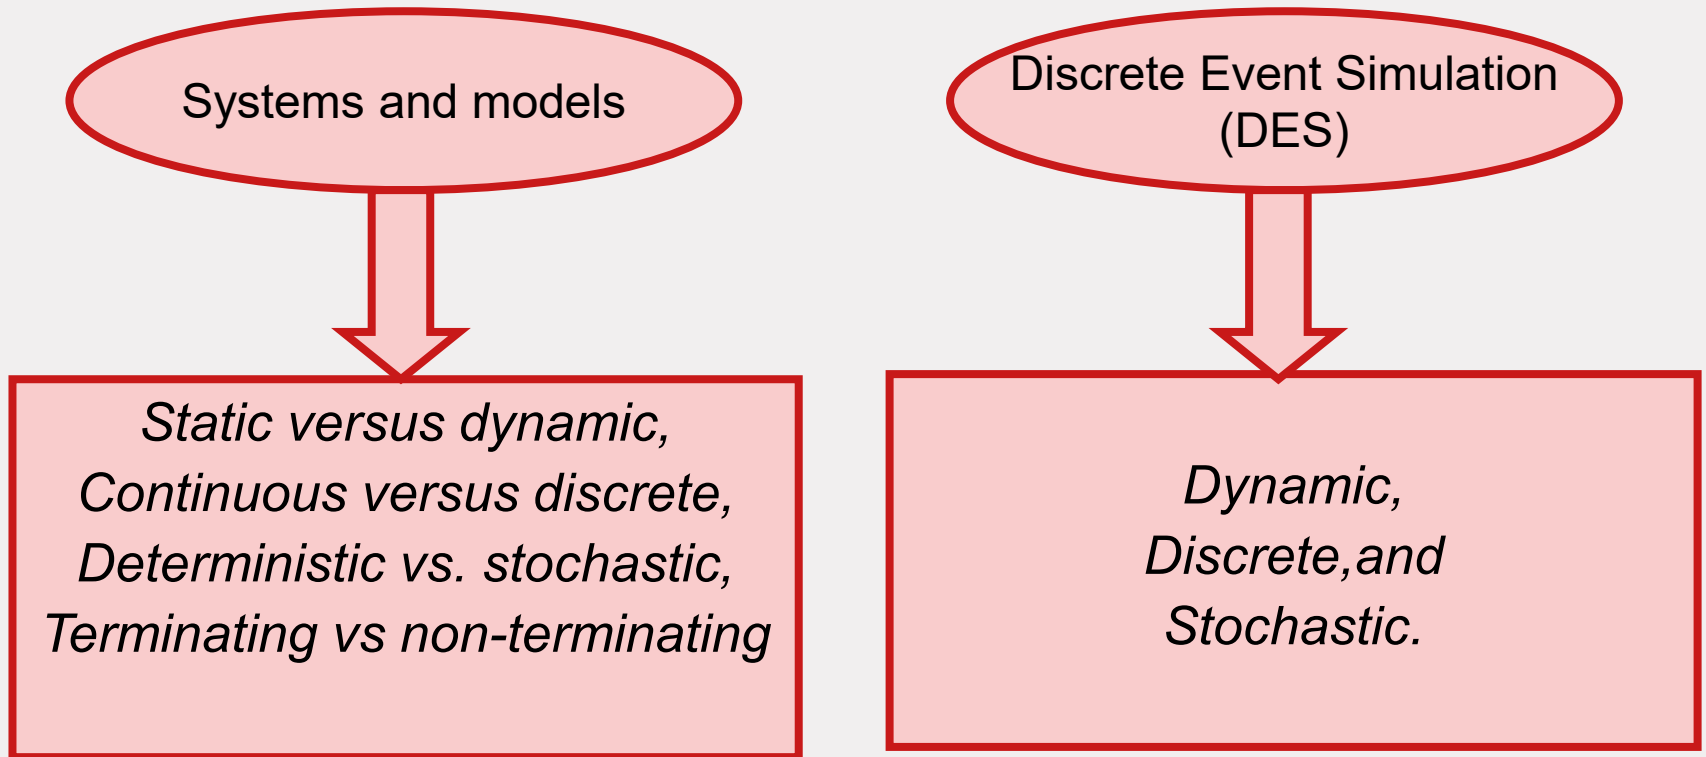 Systems and models
Static versus dynamic,
Continuous versus discrete,
Deterministic vs. stochastic,
Terminating vs non-terminating
Discrete Event Simulation
(DES)
Dynamic,
Discrete,and
Stochastic.